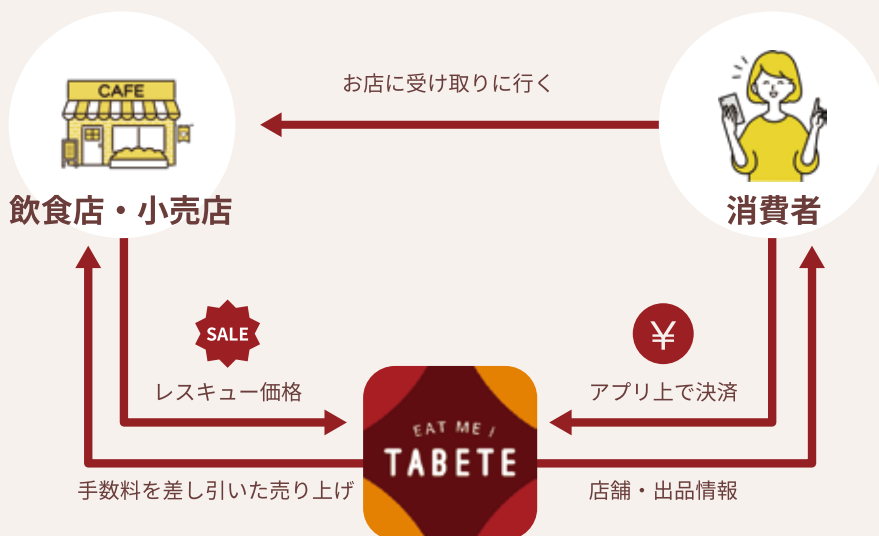 お店に受け取りに行く
CAFE
飲食店・小売店
消費者
SALE
¥
レスキュー価格
アプリ上で決済
EAT ME !
TABETE
手数料を差し引いた売り上げ
店舗・出品情報